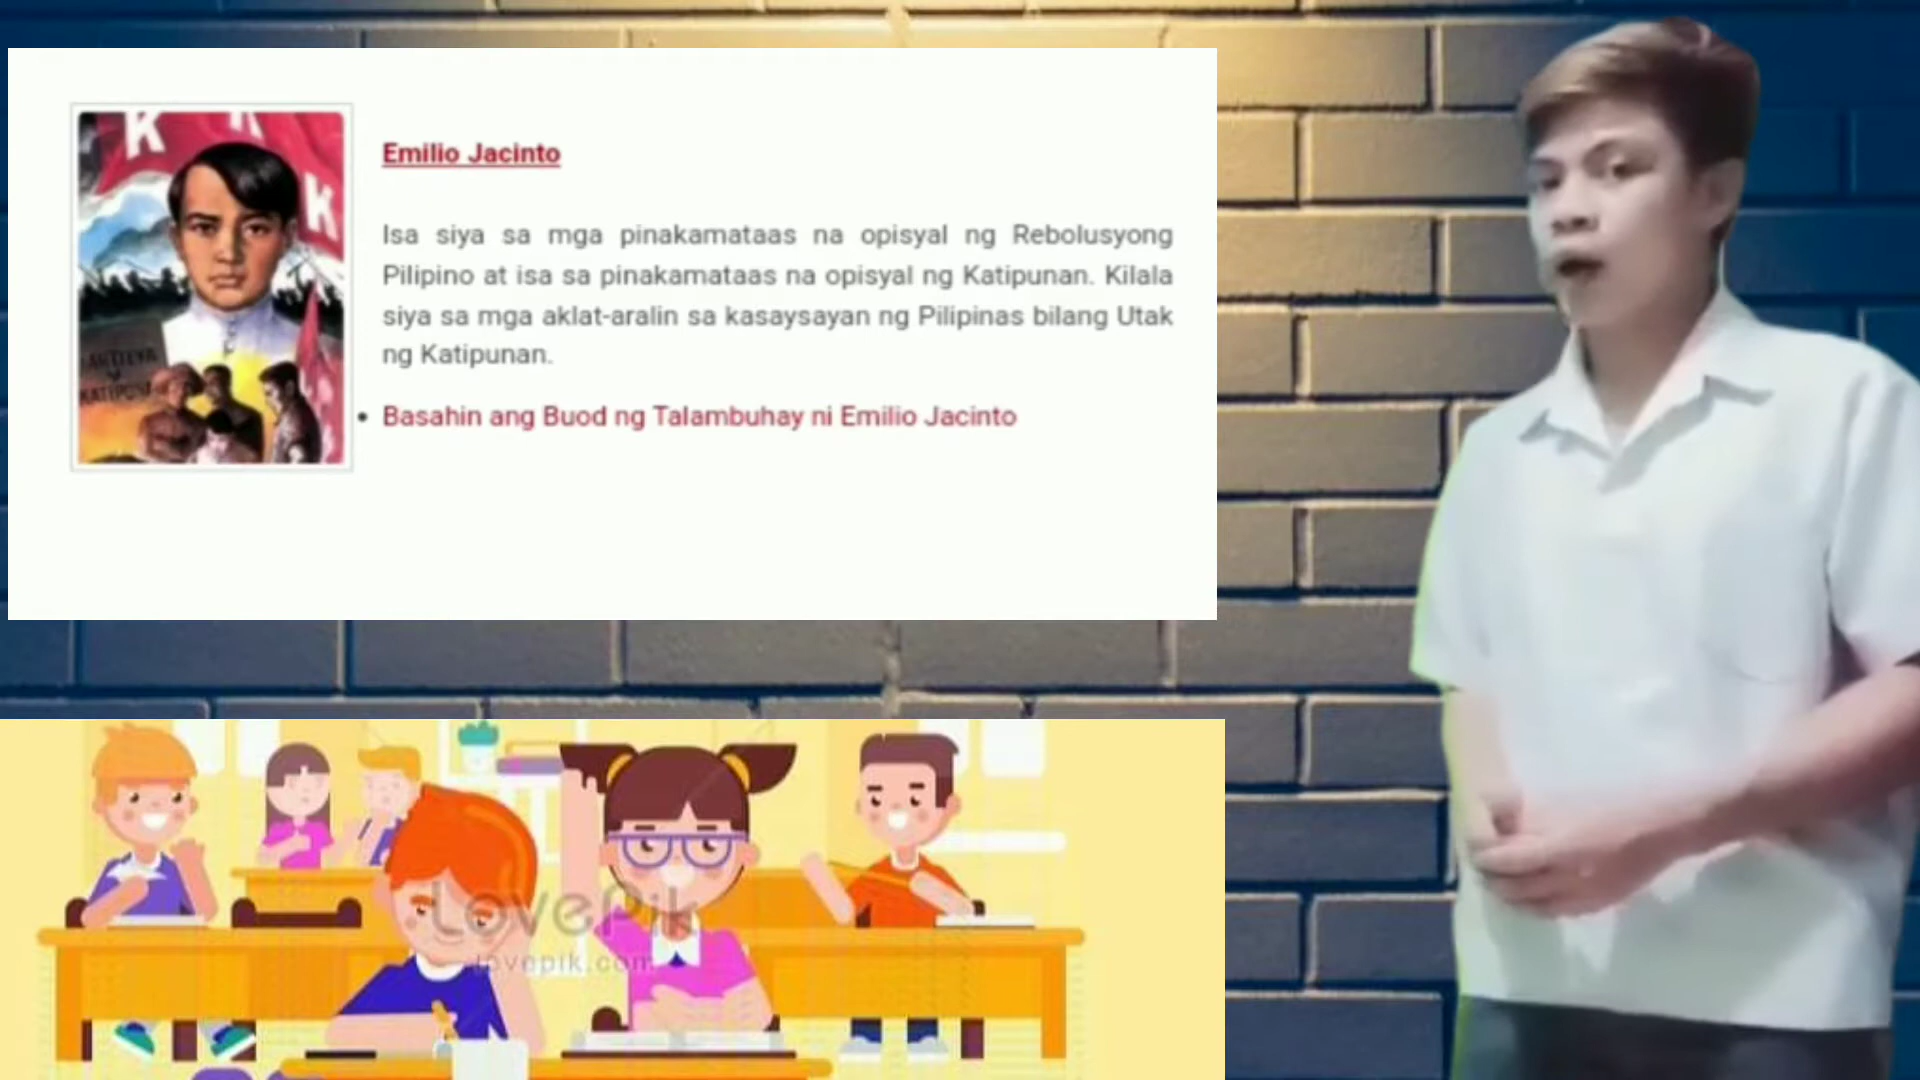 K
K
Emilio Jacinto
Isa siya sa mga pinakamataas na opisyal ng Rebolusyong
Pilipino at isa sa pinakamataas na opisyal ng Katipunan. Kilala
siya sa mga aklat-aralin sa kasaysayan ng Pilipinas bilang Utak
ng Katipunan.
• Basahin ang Buod ng Talambuhay ni Emilio Jacinto
LovePik
lovepik.com